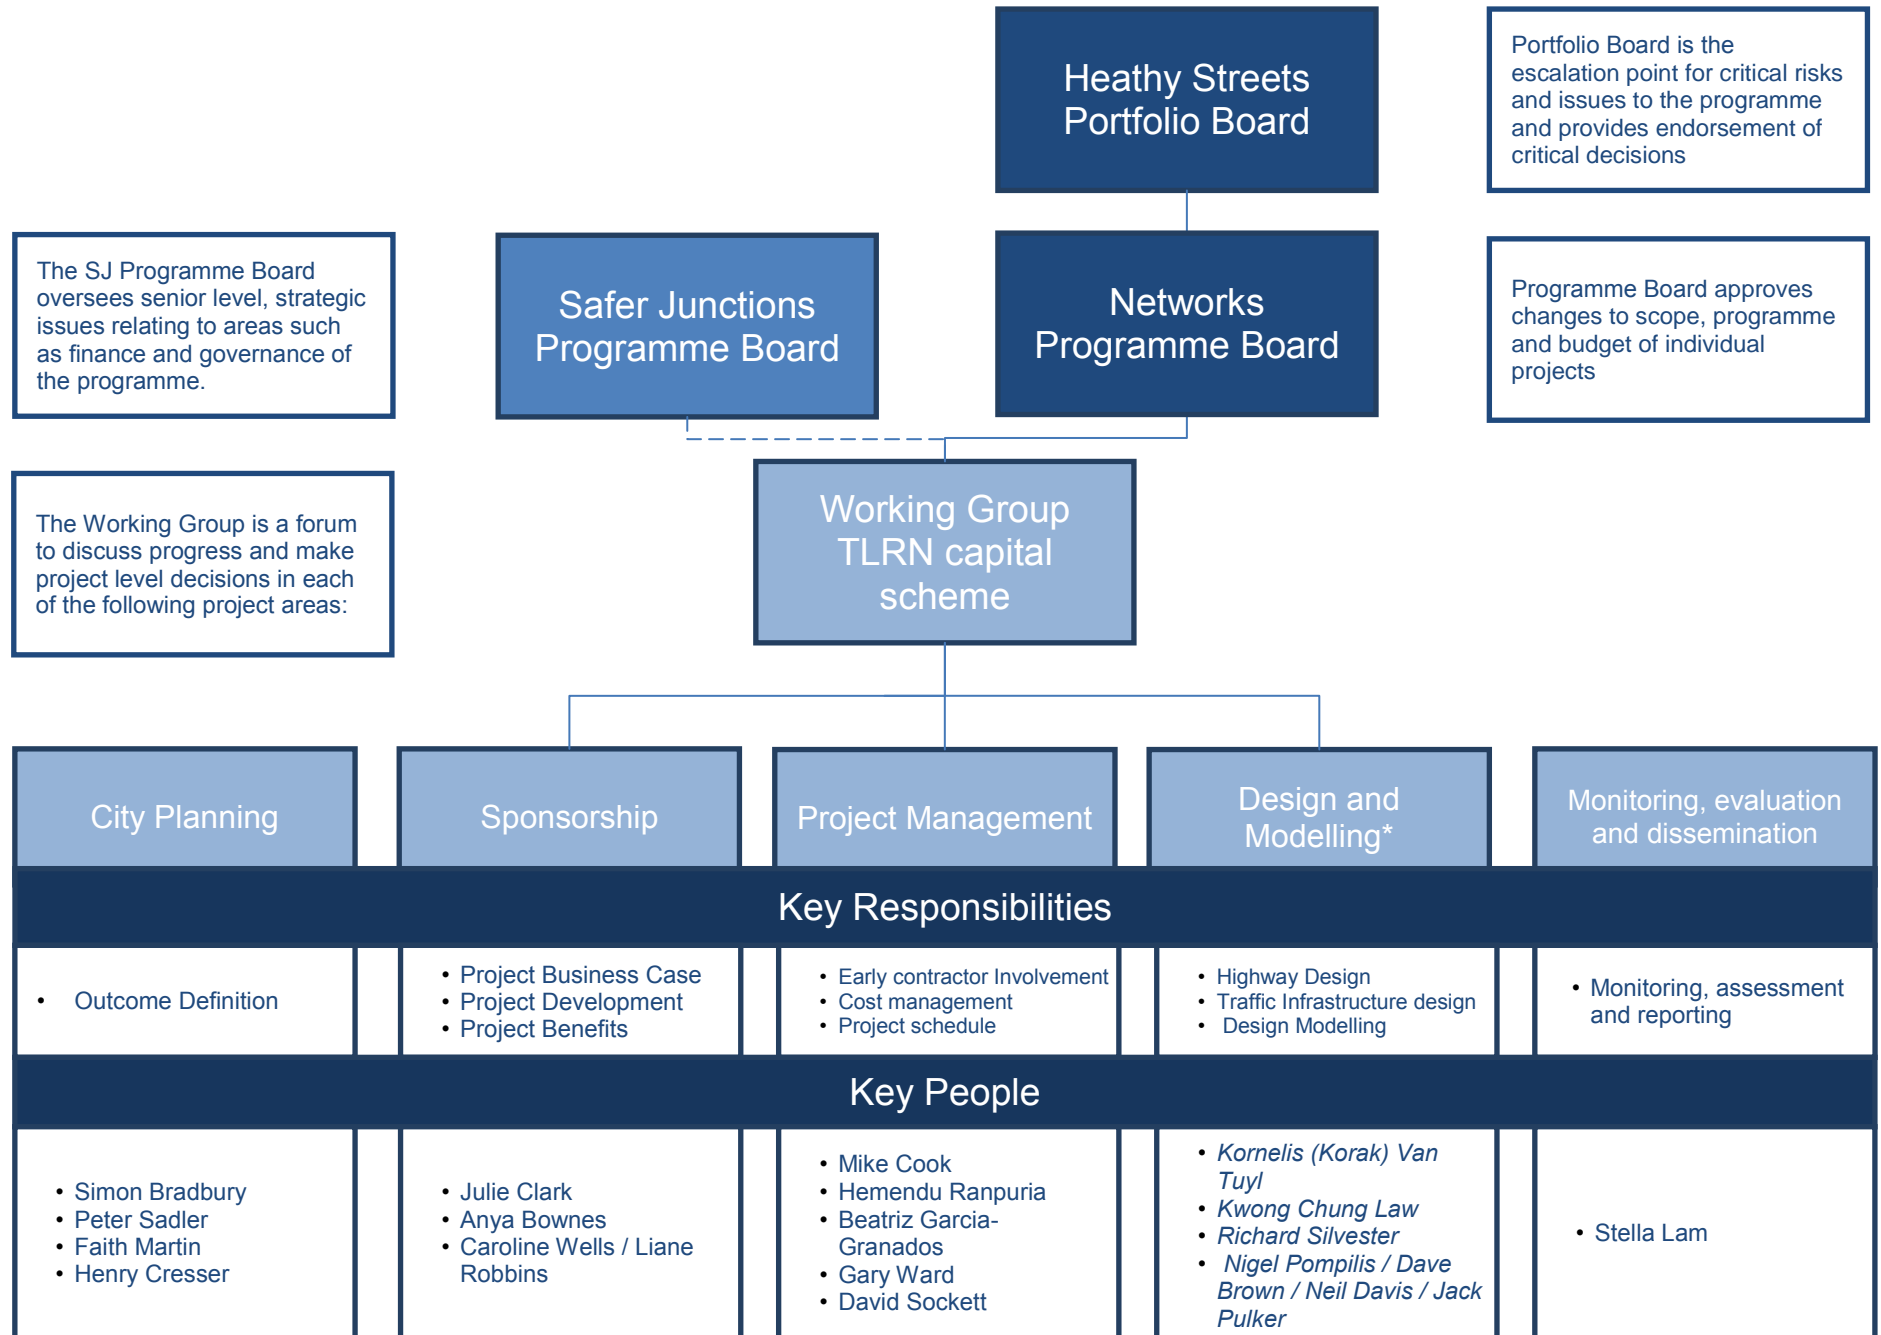 Heathy Streets
Portfolio Board
Portfolio Board is the
escalation point for critical risks
and issues to the programme
and provides endorsement of
critical decisions
The SJ Programme Board
oversees senior level, strategic
issues relating to areas such
as finance and governance of
the programme.
Safer Junctions
Programme Board
Networks
Programme Board
Programme Board approves
changes to scope, programme
and budget of individual
projects
The Working Group is a forum
to discuss progress and make
project level decisions in each
of the following project areas:
Working Group
TLRN capital
scheme
City Planning
Sponsorship
Project Management
Design and
Modelling*
Monitoring, evaluation
and dissemination
Key Responsibilities
• Outcome Definition
• Project Business Case
• Project Development
• Project Benefits
• Early contractor Involvement
• Cost management
• Project schedule
• Highway Design
• Traffic Infrastructure design
• Design Modelling
• Monitoring, assessment
and reporting
Key People
• Simon Bradbury
• Peter Sadler
• Faith Martin
• Henry Cresser
• Julie Clark
• Anya Bownes
• Caroline Wells / Liane
Robbins
• Mike Cook
• Hemendu Ranpuria
• Beatriz Garcia-
Granados
• Gary Ward
• David Sockett
• Kornelis (Korak) Van
Tuyl
• Kwong Chung Law
• Richard Silvester
• Nigel Pompilis / Dave
Brown / Neil Davis / Jack
Pulker
• Stella Lam